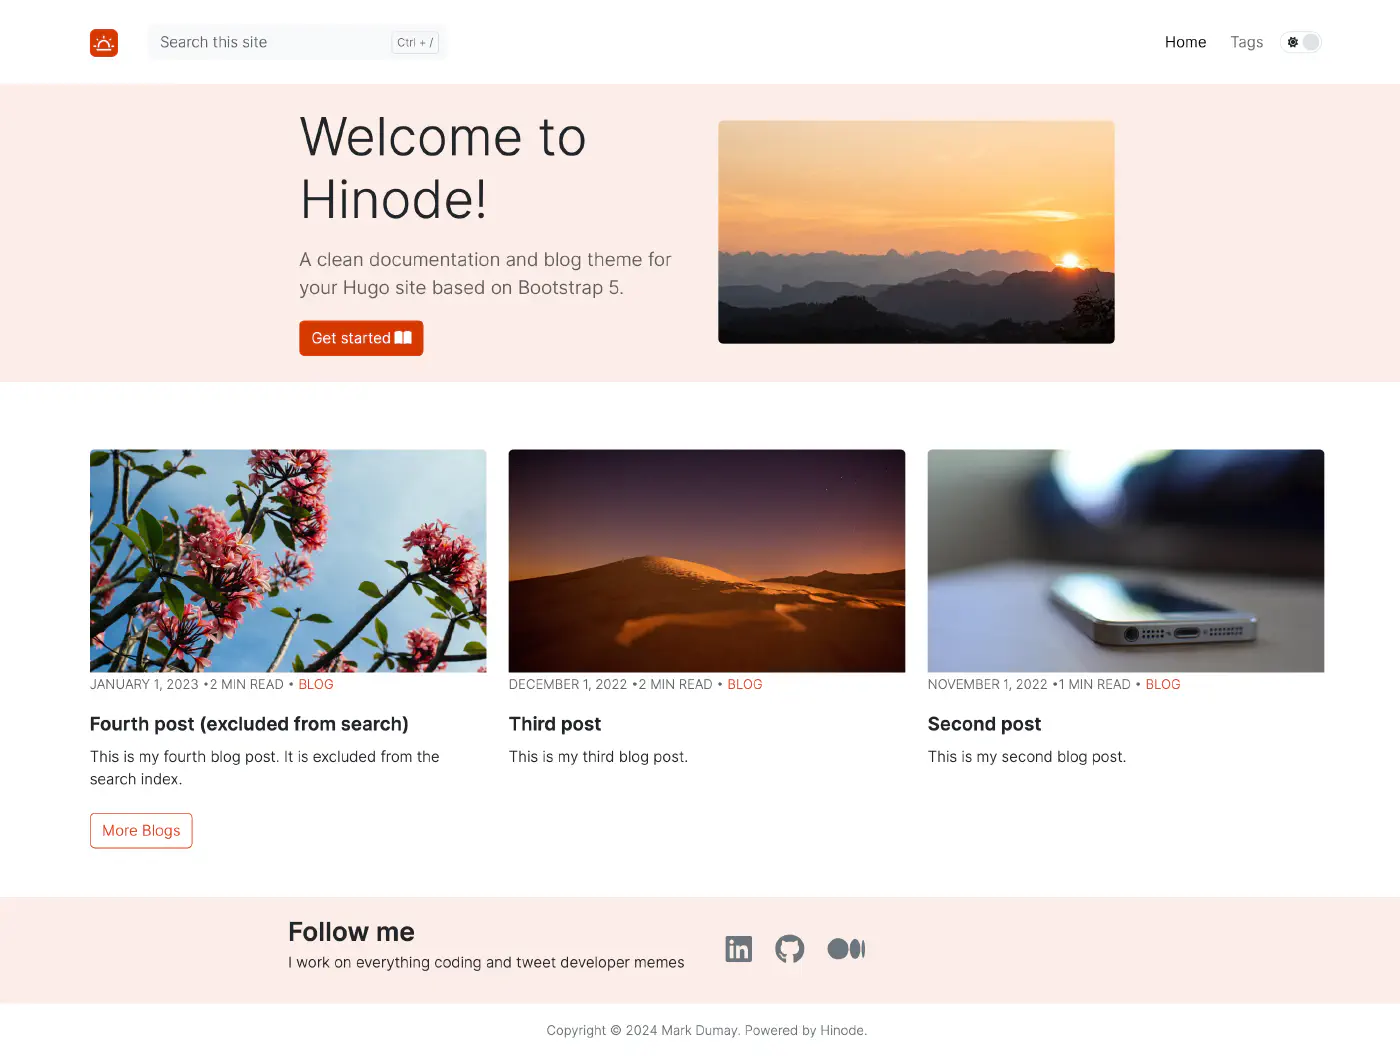 Search this site
Ctrl + /
Home
Tags
Welcome to
Hinode!
A clean documentation and blog theme for
your Hugo site based on Bootstrap 5.
Get started
JANUARY 1, 2023 •2 MIN READ • BLOG
Fourth post (excluded from search)
This is my fourth blog post. It is excluded from the
search index.
DECEMBER 1, 2022 •2 MIN READ • BLOG
Third post
This is my third blog post.
NOVEMBER 1, 2022 •1 MIN READ • BLOG
Second post
This is my second blog post.
More Blogs
Follow me
I work on everything coding and tweet developer memes
in
Copyright © 2024 Mark Dumay. Powered by Hinode.